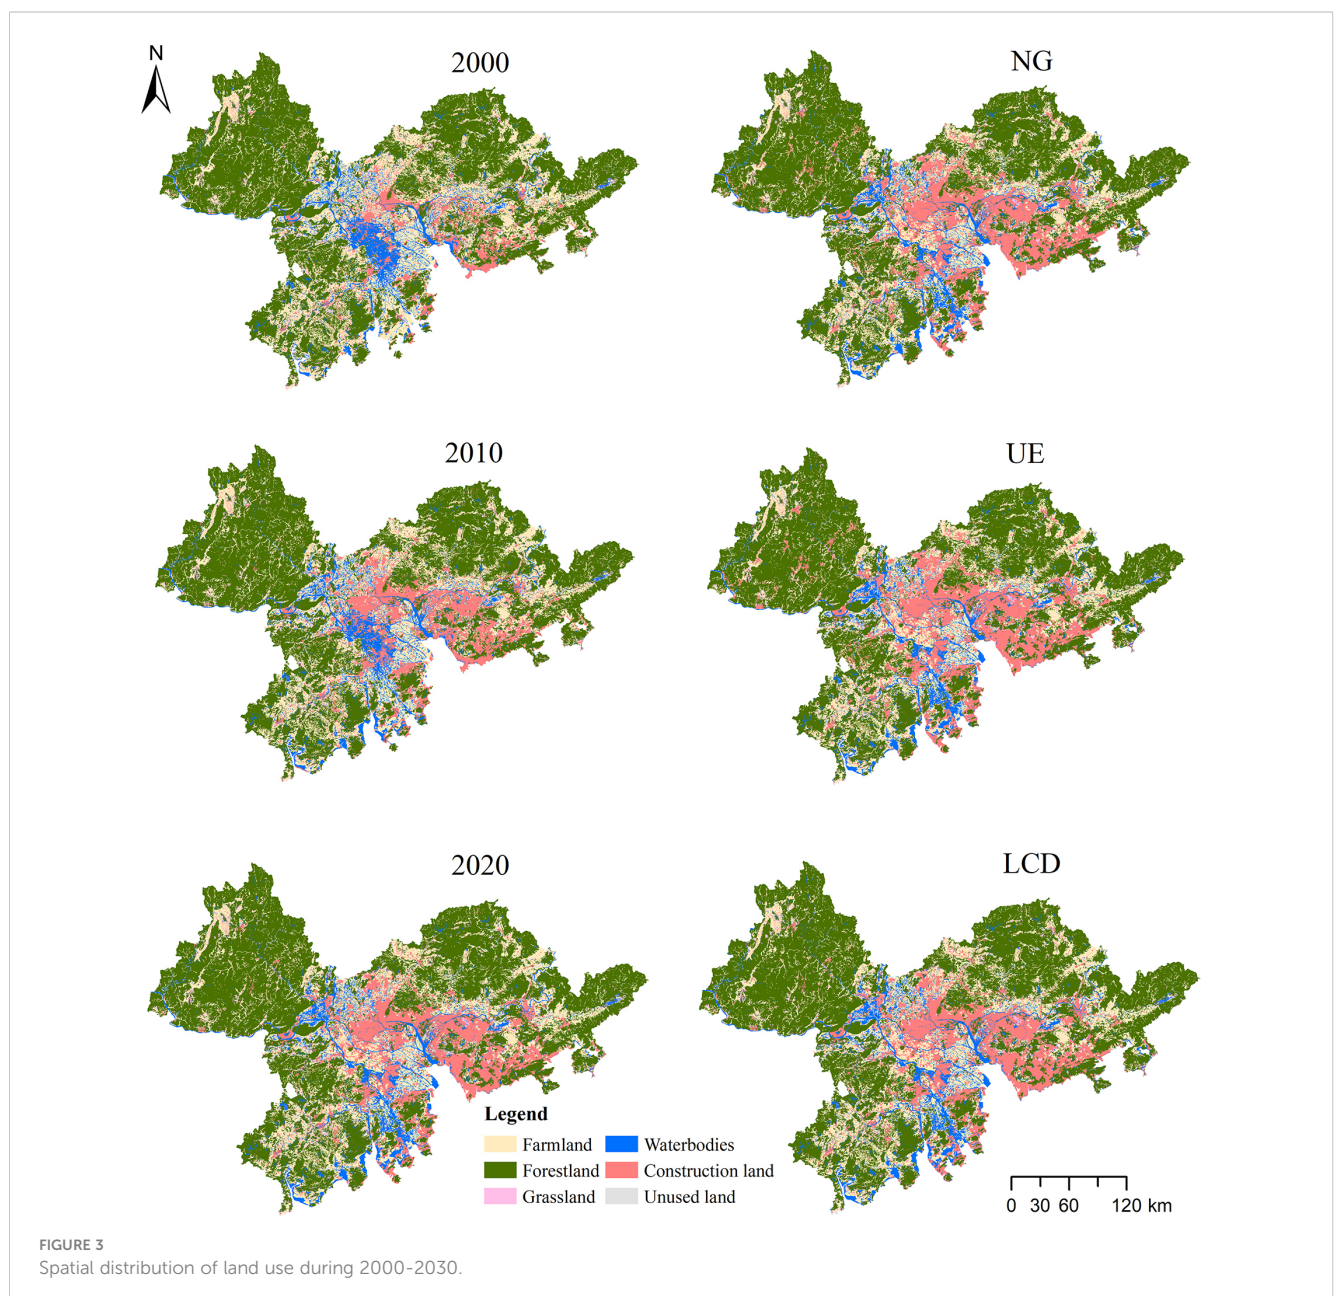 N
2000
NG
2010
UE
2020
LCD
Legend
Farmland
Waterbodies
Forestland
Construction land
Grassland
Unused land
0 30 60 120 km
FIGURE 3
Spatial distribution of land use during 2000-2030.